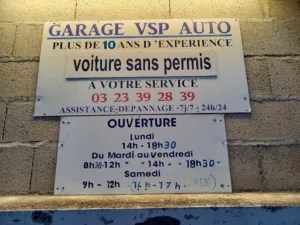 GARAGE VSP AUTO
PLUS DE 10 ANS D'EXPERIENCE
voiture sans permis
A VOTRE SERVICE
03 23 39 28 39
ASSISTANCE-DEPANNAGE -7j/7 - 24h/24
OUVERTURE
Lundi
14h - 18h30
Du Mardi au Vendredi
8h30-12h " 14h - 18h30 -
Samedi
9h - 12h (14h - 17h -